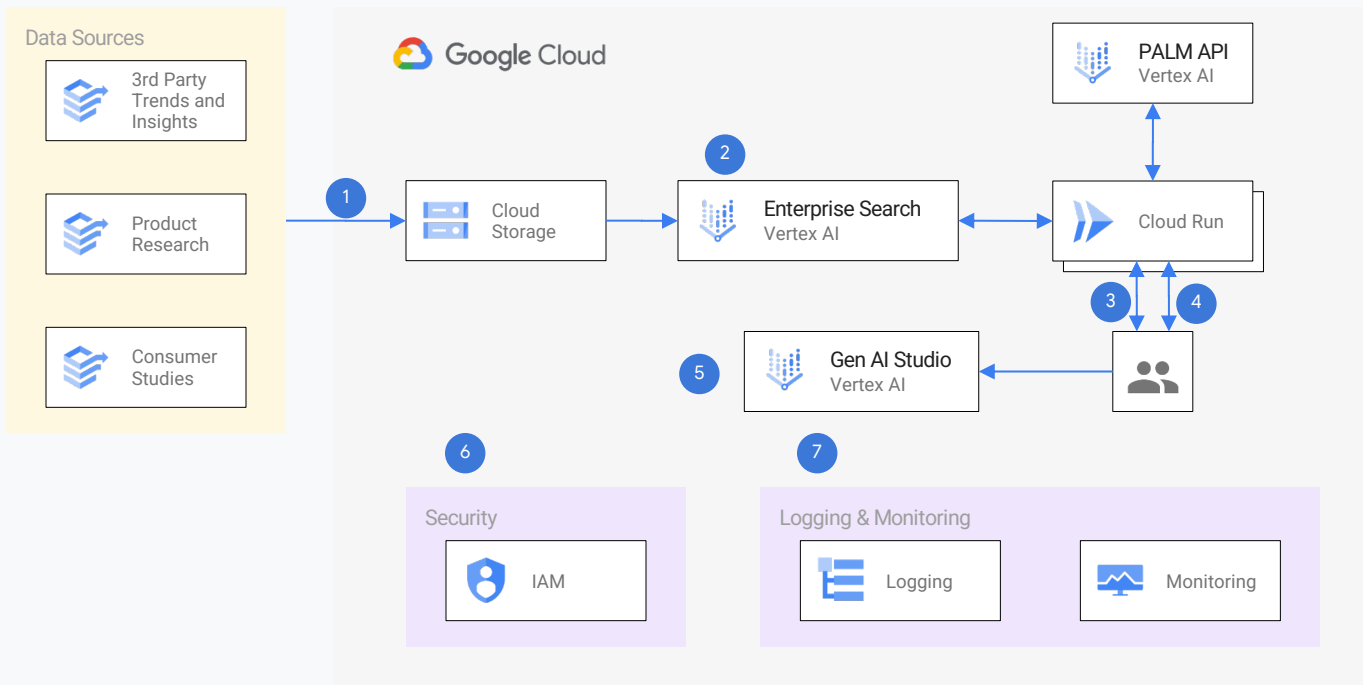 Data Sources
3rd Party
Trends and
Insights
Product
Research
Consumer
Studies
Google Cloud
1
Cloud
Storage
2
Enterprise Search
Vertex AI
PALM API
Vertex AI
Cloud Run
3
4
5
Gen AI Studio
Vertex AI
6
Security
IAM
7
Logging & Monitoring
Logging
Monitoring